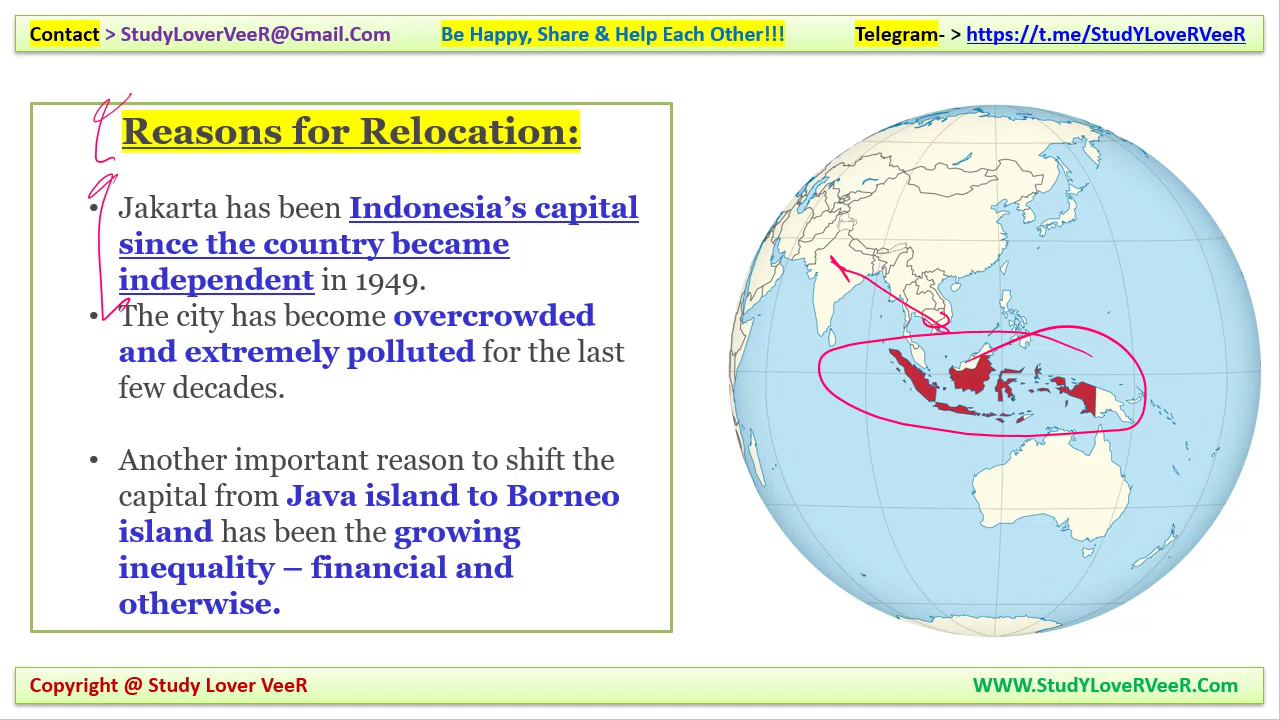 Contact > StudyLoverVeeR@Gmail.Com Be Happy, Share & Help Each Other!!! Telegram- > https://t.me/StudYLoveRVeeR
Reasons for Relocation:
• Jakarta has been Indonesia’s capital
since the country became
independent in 1949.
• The city has become overcrowded
and extremely polluted for the last
few decades.
• Another important reason to shift the
capital from Java island to Borneo
island has been the growing
inequality – financial and
otherwise.
Copyright @ Study Lover VeeR WWW.StudYLoveRVeeR.Com